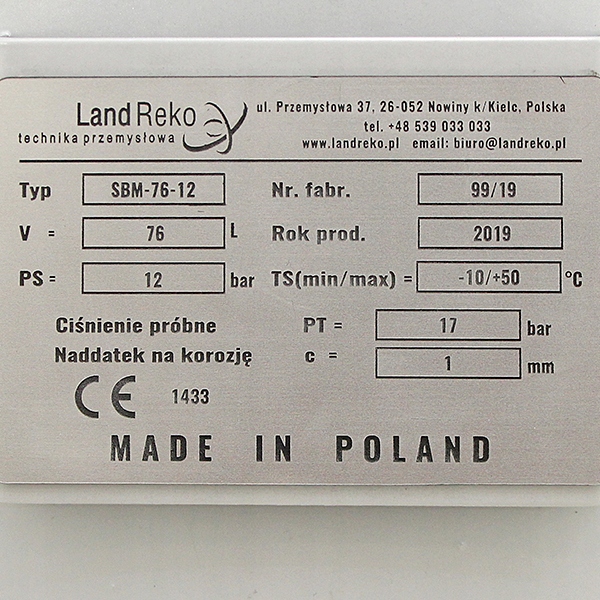 LandReko
technika przemysłowa
ul. Przemysłowa 37, 26-052 Nowiny k/Kielc, Polska
tel. +48 539 033 033
www.landreko.pl email: biuro@landreko.pl
Typ SBM-76-12 Nr. fabr. 99/19
V = 76 L Rok prod. 2019
PS = 12 bar TS(min/max) = -10/+50 °C
Ciśnienie próbne PT = 17 bar
Naddatek na korozję c = 1 mm
CE 1433
MADE IN POLAND